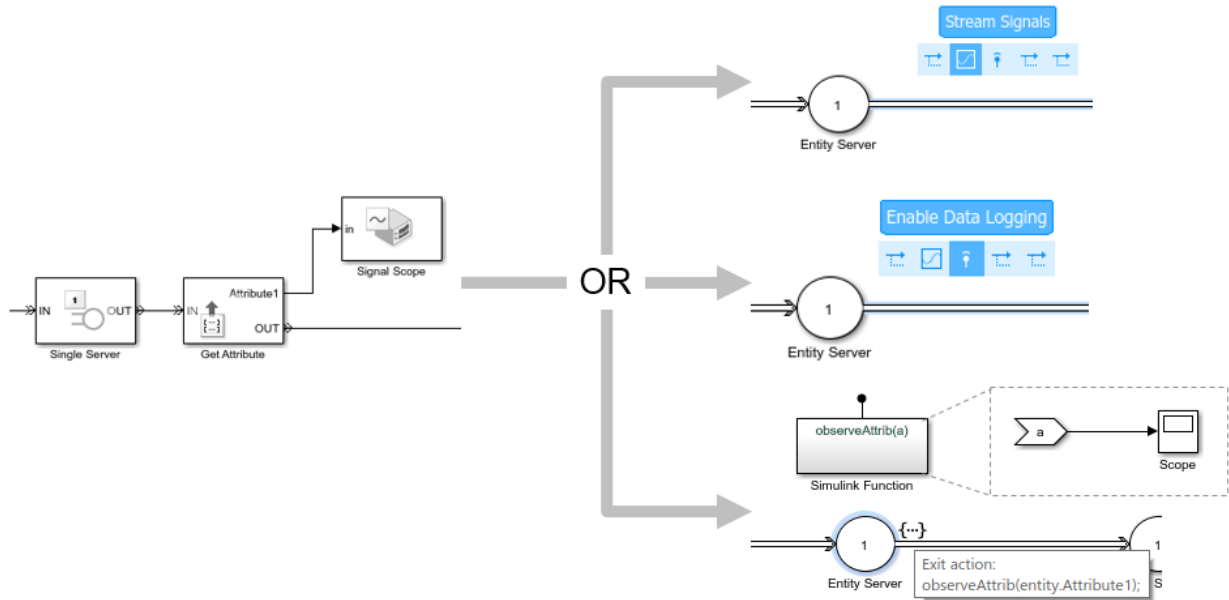 in
Signal Scope
IN
1
OUT
Single Server
IN
Attribute1
OUT
Get Attribute
OR
Stream Signals
1
Entity Server
Enable Data Logging
1
Entity Server
observeAttrib(a)
Simulink Function
a
Scope
1
{...}
Entity Server
1
S
Exit action:
observeAttrib(entity.Attribute1);